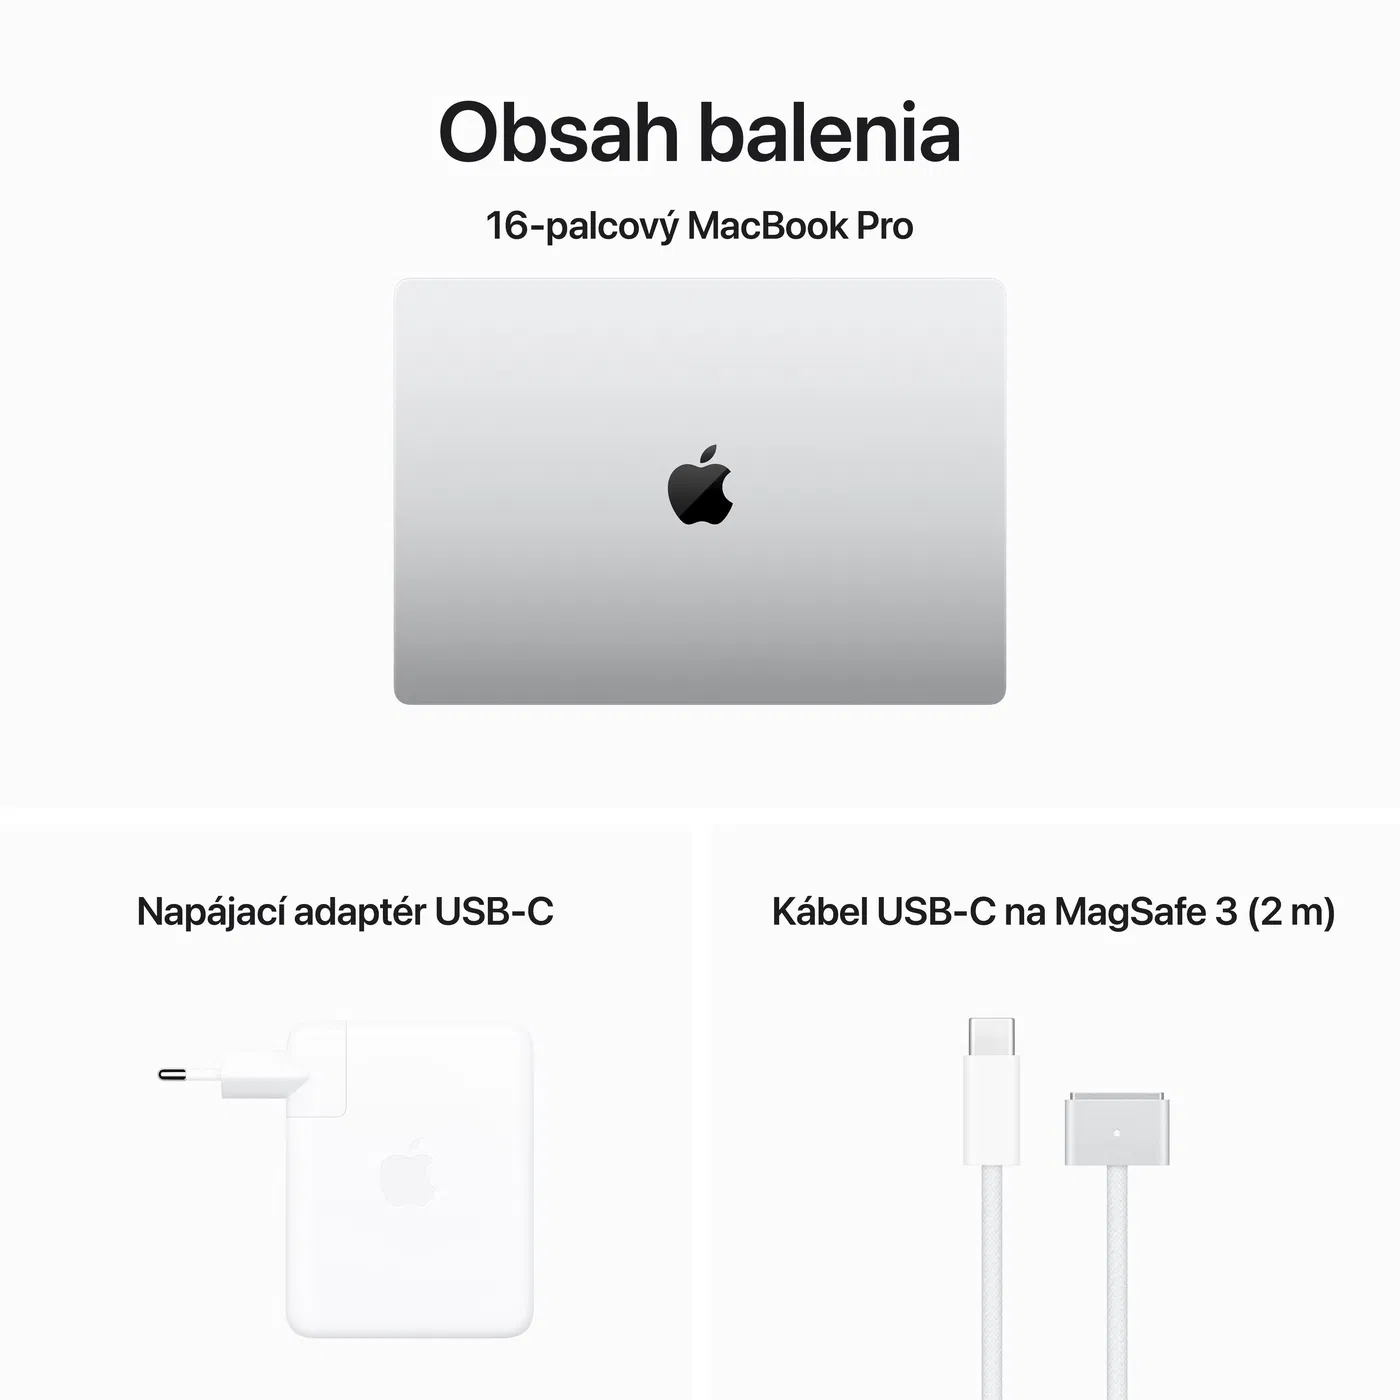 Obsah balenia
16-palcový MacBook Pro
Napájací adaptér USB-C
Kábel USB-C na MagSafe 3 (2 m)